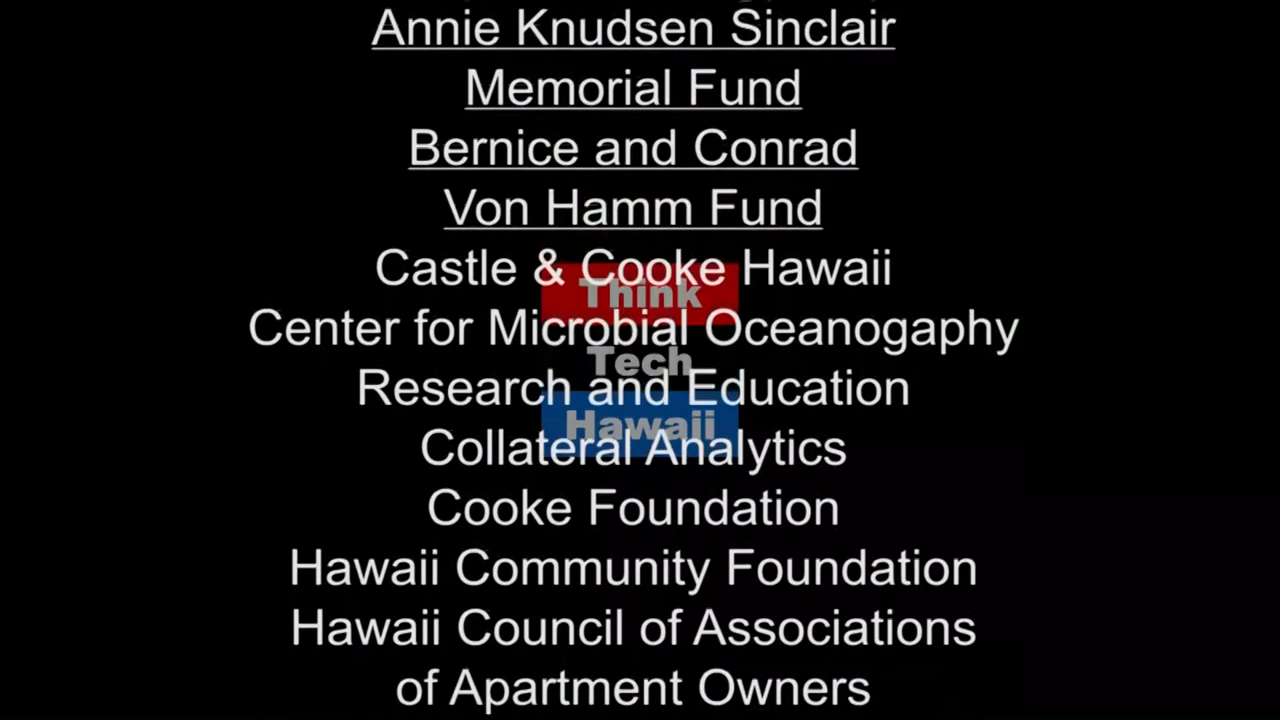 Annie Knudsen Sinclair
Memorial Fund
Bernice and Conrad
Von Hamm Fund
Castle & Cooke Hawaii
Think
Center for Microbial Oceanogaphy
Tech
Research and Education
Hawaii
Collateral Analytics
Cooke Foundation
Hawaii Community Foundation
Hawaii Council of Associations
of Apartment Owners